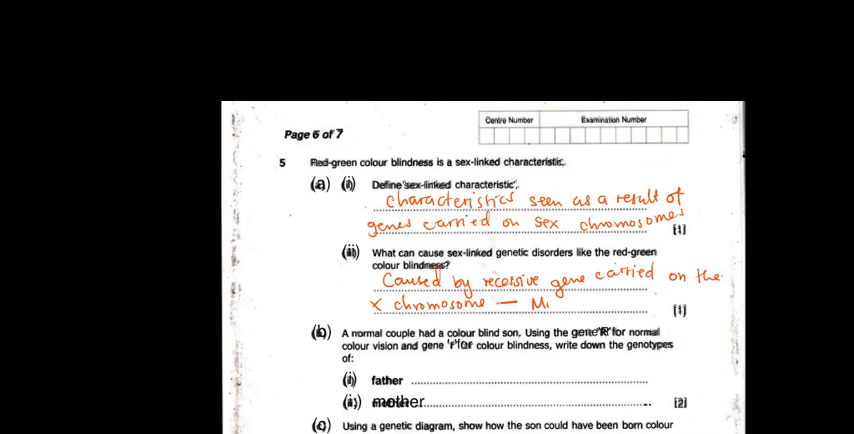 Centre Number Examination Number
Page 6 of 7
5 Red-green colour blindness is a sex-linked characteristic.
(a) (i) Define 'sex-linked characteristic'.
Characteristics seen as a result of
genes carried on sex chromosomes
[1]
(ii) What can cause sex-linked genetic disorders like the red-green
colour blindness?
Caused by recessive gene carried on the
X chromosome —
[1]
(b) A normal couple had a colour blind son. Using the gene 'R' for normal
colour vision and gene 'r' for colour blindness, write down the genotypes
of:
(i) father
(ii) mother [2]
(c) Using a genetic diagram, show how the son could have been born colour